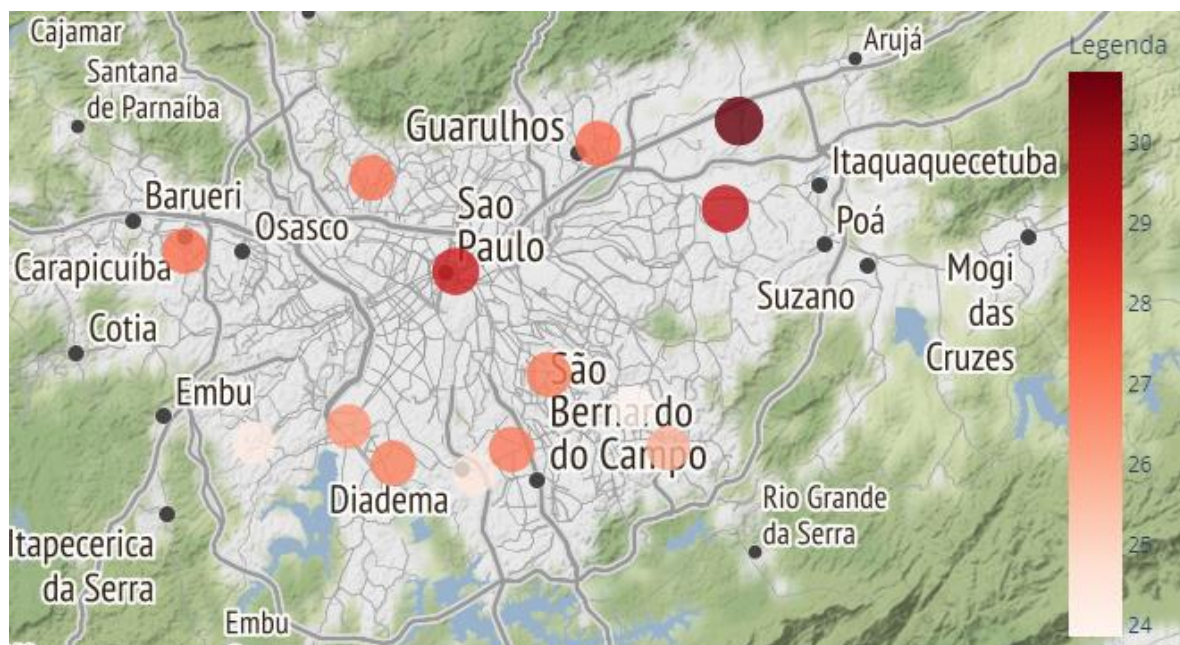 Cajamar
Santana
de Parnaíba
Arujá
Legenda
Guarulhos
30
Itaquaquecetuba
Barueri
Sao
Paulo
Osasco
Poá
29
Carapicuíba
Mogi
das
Cruzes
Suzano
28
Cotia
São
Bernardo
do Campo
27
Embu
26
Diadema
Rio Grande
da Serra
Itapecerica
da Serra
25
Embu
24